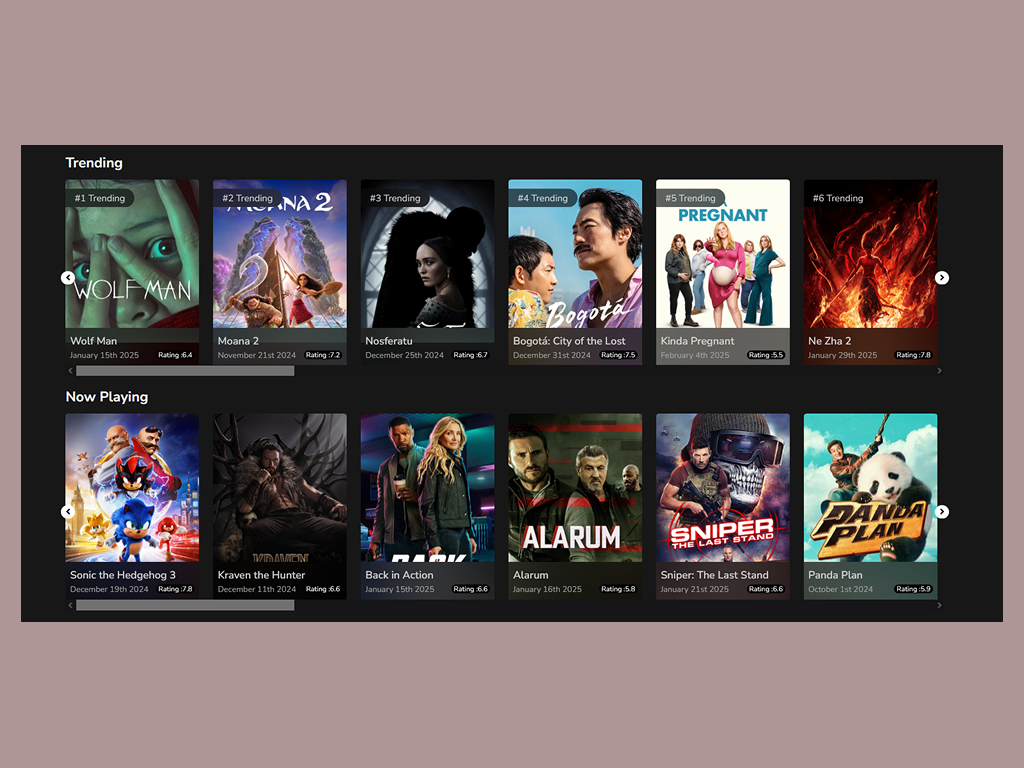 Trending
#1 Trending
WOLF MAN
Wolf Man
January 15th 2025 Rating :6.4
#2 Trending
MOANA 2
Moana 2
November 21st 2024 Rating :7.2
#3 Trending
Nosferatu
December 25th 2024 Rating :6.7
#4 Trending
Bogotá
Bogotá: City of the Lost
December 31st 2024 Rating :7.5
#5 Trending
PREGNANT
Kinda Pregnant
February 4th 2025 Rating :5.5
#6 Trending
Ne Zha 2
January 29th 2025 Rating :7.8
Now Playing
Sonic the Hedgehog 3
December 19th 2024 Rating :7.8
KRAVEN
Kraven the Hunter
December 11th 2024 Rating :6.6
BACK
Back in Action
January 15th 2025 Rating :6.6
ALARUM
Alarum
January 16th 2025 Rating :5.8
SNIPER
THE LAST STAND
Sniper: The Last Stand
January 21st 2025 Rating :6.6
PANDA
PLAN
Panda Plan
October 1st 2024 Rating :5.9